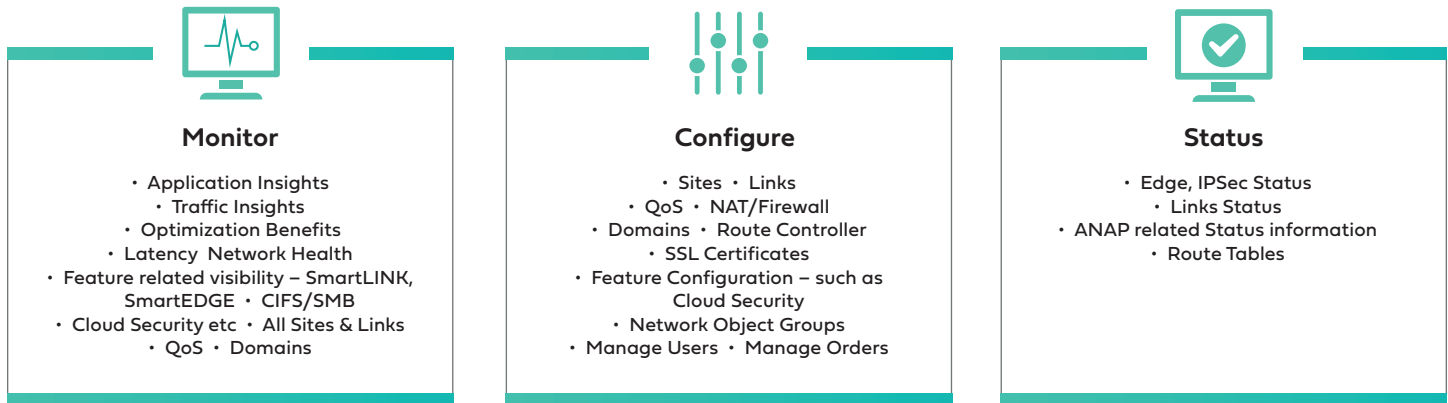 Monitor
• Application Insights
• Traffic Insights
• Optimization Benefits
• Latency  Network Health
• Feature related visibility – SmartLINK,
SmartEDGE • CIFS/SMB
• Cloud Security etc • All Sites & Links
• QoS • Domains
Configure
• Sites • Links
• QoS • NAT/Firewall
• Domains • Route Controller
• SSL Certificates
• Feature Configuration – such as
Cloud Security
• Network Object Groups
• Manage Users • Manage Orders
Status
• Edge, IPSec Status
• Links Status
• ANAP related Status information
• Route Tables